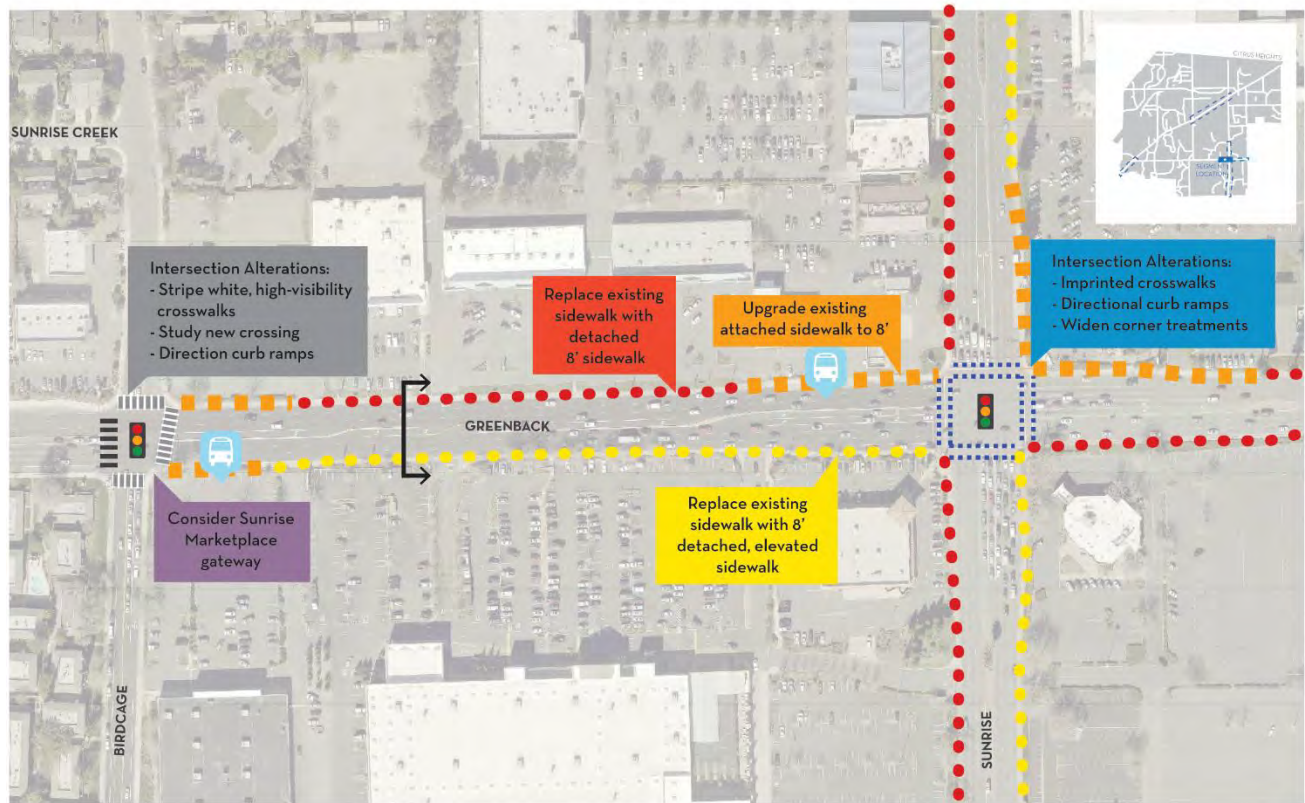 CITRUS HEIGHTS
SEGMENT
LOCATION
SUNRISE CREEK
Intersection Alterations:
- Stripe white, high-visibility
crosswalks
- Study new crossing
- Direction curb ramps
Replace existing
sidewalk with
detached
8' sidewalk
Upgrade existing
attached sidewalk to 8'
Intersection Alterations:
- Imprinted crosswalks
- Directional curb ramps
- Widen corner treatments
GREENBACK
Consider Sunrise
Marketplace
gateway
Replace existing
sidewalk with 8'
detached, elevated
sidewalk
BIRDCAGE
SUNRISE